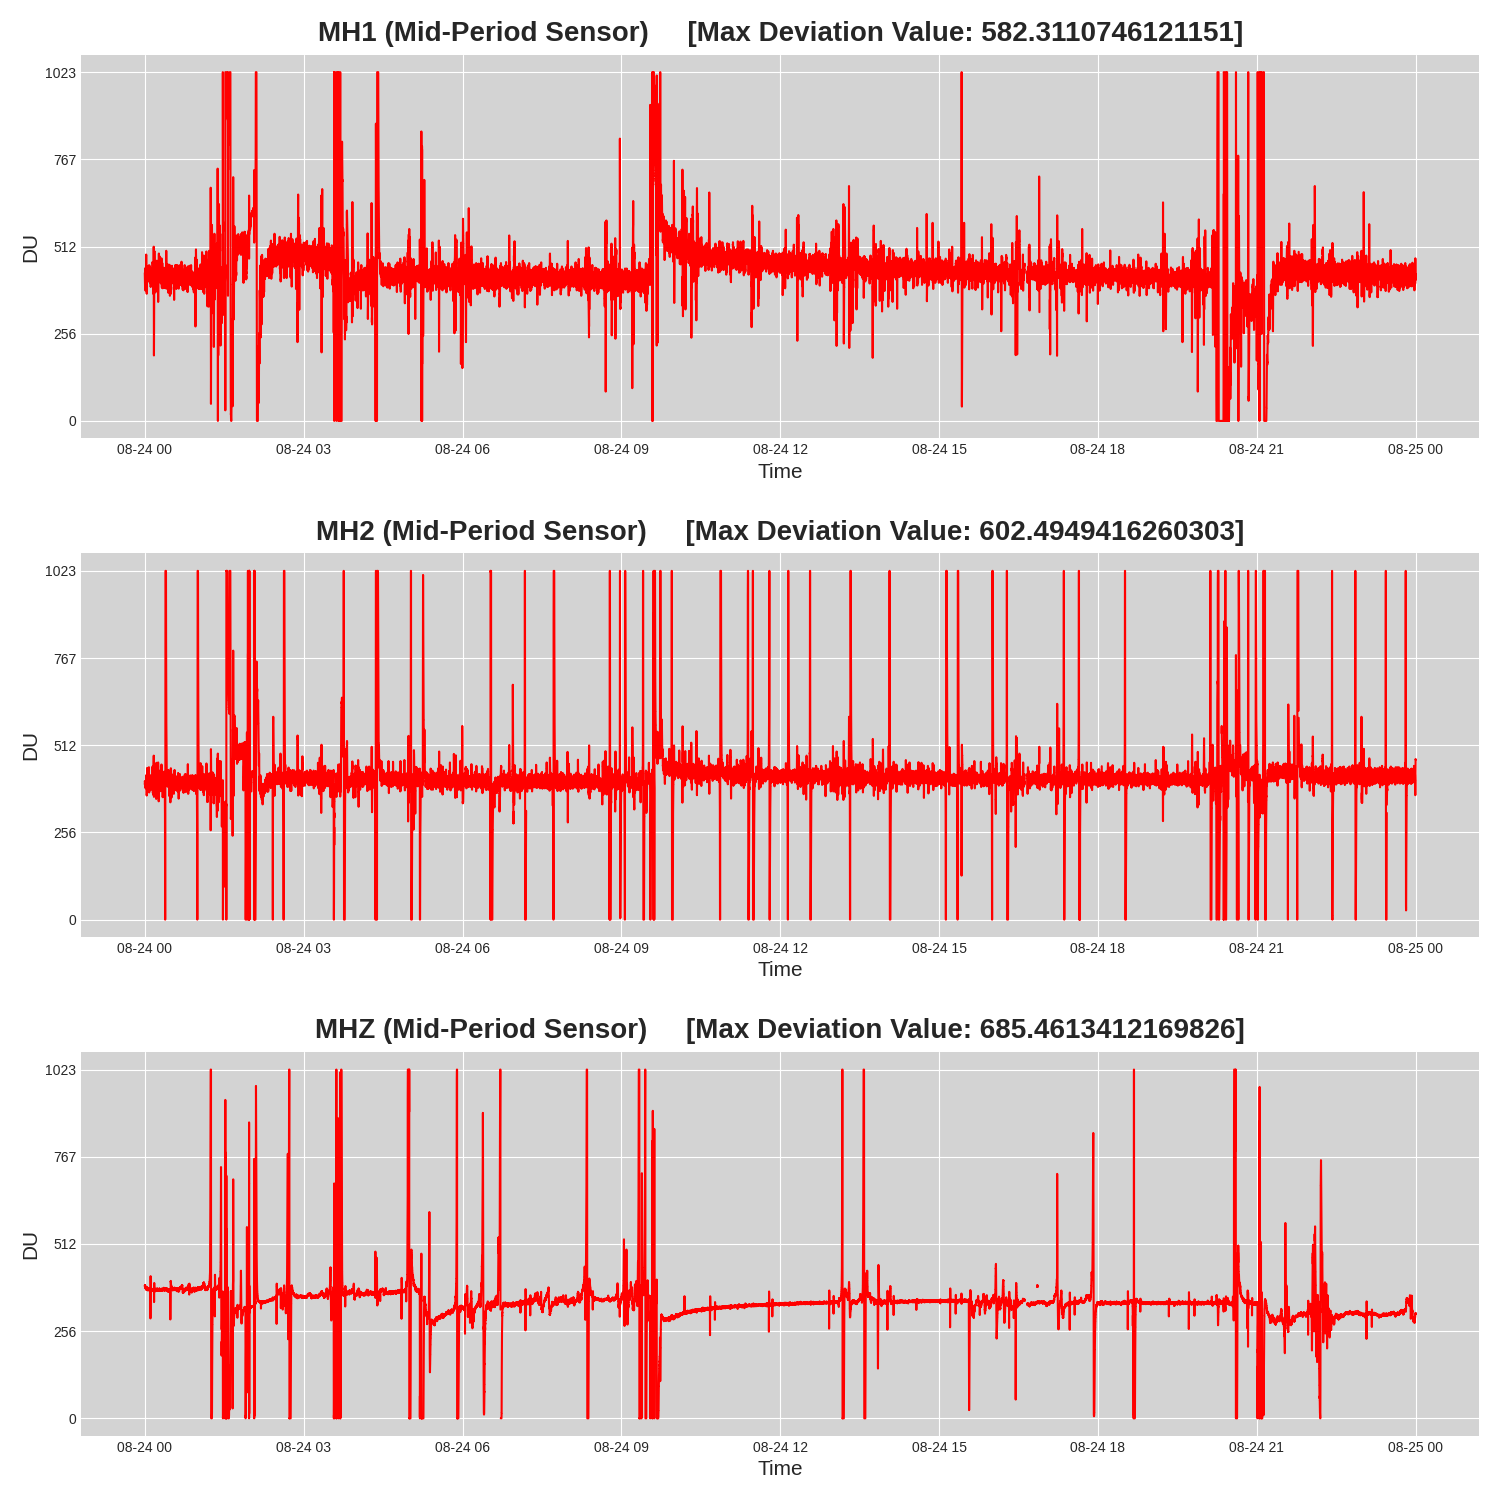 MH1 (Mid-Period Sensor) [Max Deviation Value: 582.3110746121151]
1023
767
512
256
0
DU
08-24 00 08-24 03 08-24 06 08-24 09 08-24 12 08-24 15 08-24 18 08-24 21 08-25 00
Time
MH2 (Mid-Period Sensor) [Max Deviation Value: 602.4949416260303]
1023
767
512
256
0
DU
08-24 00 08-24 03 08-24 06 08-24 09 08-24 12 08-24 15 08-24 18 08-24 21 08-25 00
Time
MHZ (Mid-Period Sensor) [Max Deviation Value: 685.4613412169826]
1023
767
512
256
0
DU
08-24 00 08-24 03 08-24 06 08-24 09 08-24 12 08-24 15 08-24 18 08-24 21 08-25 00
Time